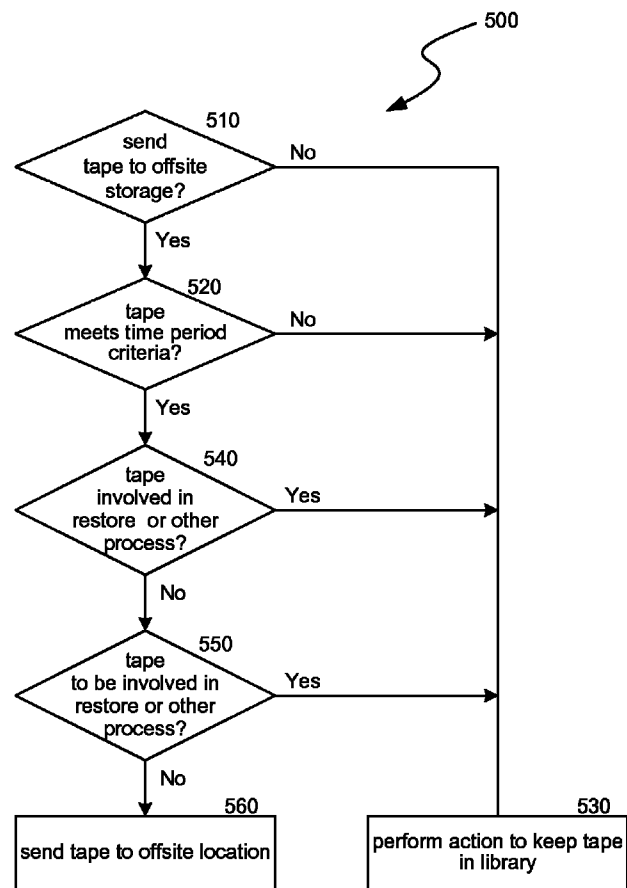 500
510
send
tape to offsite
storage?
No
Yes
520
tape
meets time period
criteria?
No
Yes
540
tape
involved in
restore or other
process?
Yes
No
550
tape
to be involved in
restore or other
process?
Yes
No
560
send tape to offsite location
530
perform action to keep tape
in library